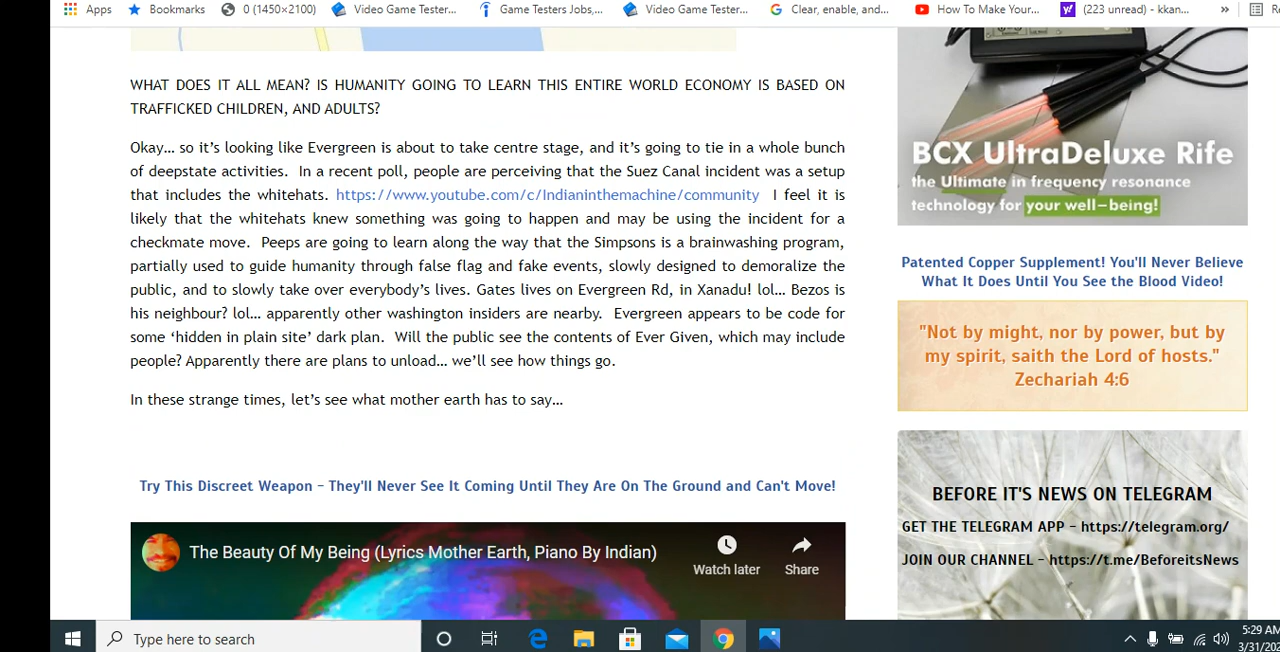 Apps
Bookmarks
0 (1450×2100)
Video Game Tester...
Game Testers Jobs,...
Video Game Tester...
Clear, enable, and...
How To Make Your...
(223 unread) - kkan...
»
WHAT DOES IT ALL MEAN? IS HUMANITY GOING TO LEARN THIS ENTIRE WORLD ECONOMY IS BASED ON
TRAFFICKED CHILDREN, AND ADULTS?
Okay… so it's looking like Evergreen is about to take centre stage, and it's going to tie in a whole bunch
of deepstate activities. In a recent poll, people are perceiving that the Suez Canal incident was a setup
that includes the whitehats. https://www.youtube.com/c/Indianinthemachine/community I feel it is
likely that the whitehats knew something was going to happen and may be using the incident for a
checkmate move. Peeps are going to learn along the way that the Simpsons is a brainwashing program,
partially used to guide humanity through false flag and fake events, slowly designed to demoralize the
public, and to slowly take over everybody's lives. Gates lives on Evergreen Rd, in Xanadu! lol… Bezos is
his neighbour? lol… apparently other washington insiders are nearby. Evergreen appears to be code for
some 'hidden in plain site' dark plan. Will the public see the contents of Ever Given, which may include
people? Apparently there are plans to unload… we'll see how things go.
In these strange times, let's see what mother earth has to say…
Try This Discreet Weapon - They'll Never See It Coming Until They Are On The Ground and Can't Move!
The Beauty Of My Being (Lyrics Mother Earth, Piano By Indian)
Watch later
Share
BCX UltraDeluxe Rife
the Ultimate in frequency resonance
technology for your well-being!
Patented Copper Supplement! You'll Never Believe
What It Does Until You See the Blood Video!
"Not by might, nor by power, but by
my spirit, saith the Lord of hosts."
Zechariah 4:6
BEFORE IT'S NEWS ON TELEGRAM
GET THE TELEGRAM APP - https://telegram.org/
JOIN OUR CHANNEL - https://t.me/BeforeitsNews
Type here to search
5:29 AM
3/31/202